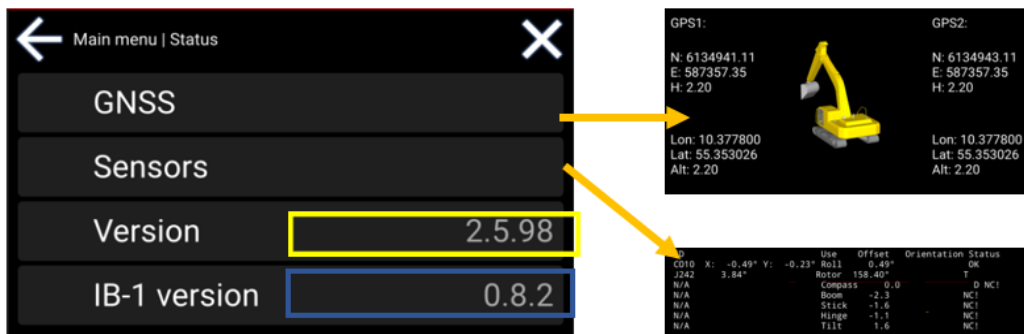 Main menu | Status
GNSS
Sensors
Version 2.5.98
IB-1 version 0.8.2
GPS1:
N: 6134941.11
E: 587357.35
H: 2.20
Lon: 10.377800
Lat: 55.353026
Alt: 2.20
GPS2:
N: 6134943.11
E: 587357.35
H: 2.20
Lon: 10.377800
Lat: 55.353026
Alt: 2.20
Use Offset Orientation Status
CD10 X: -0.49° Y: -0.23° Roll 0.49° OK
J242 3.84° Rotor 158.40° T
N/A Compass 0.0 D NC!
N/A Boom -2.3 NC!
N/A Stick -1.6 NC!
N/A Hinge -1.1 NC!
N/A Tilt 1.6 NC!